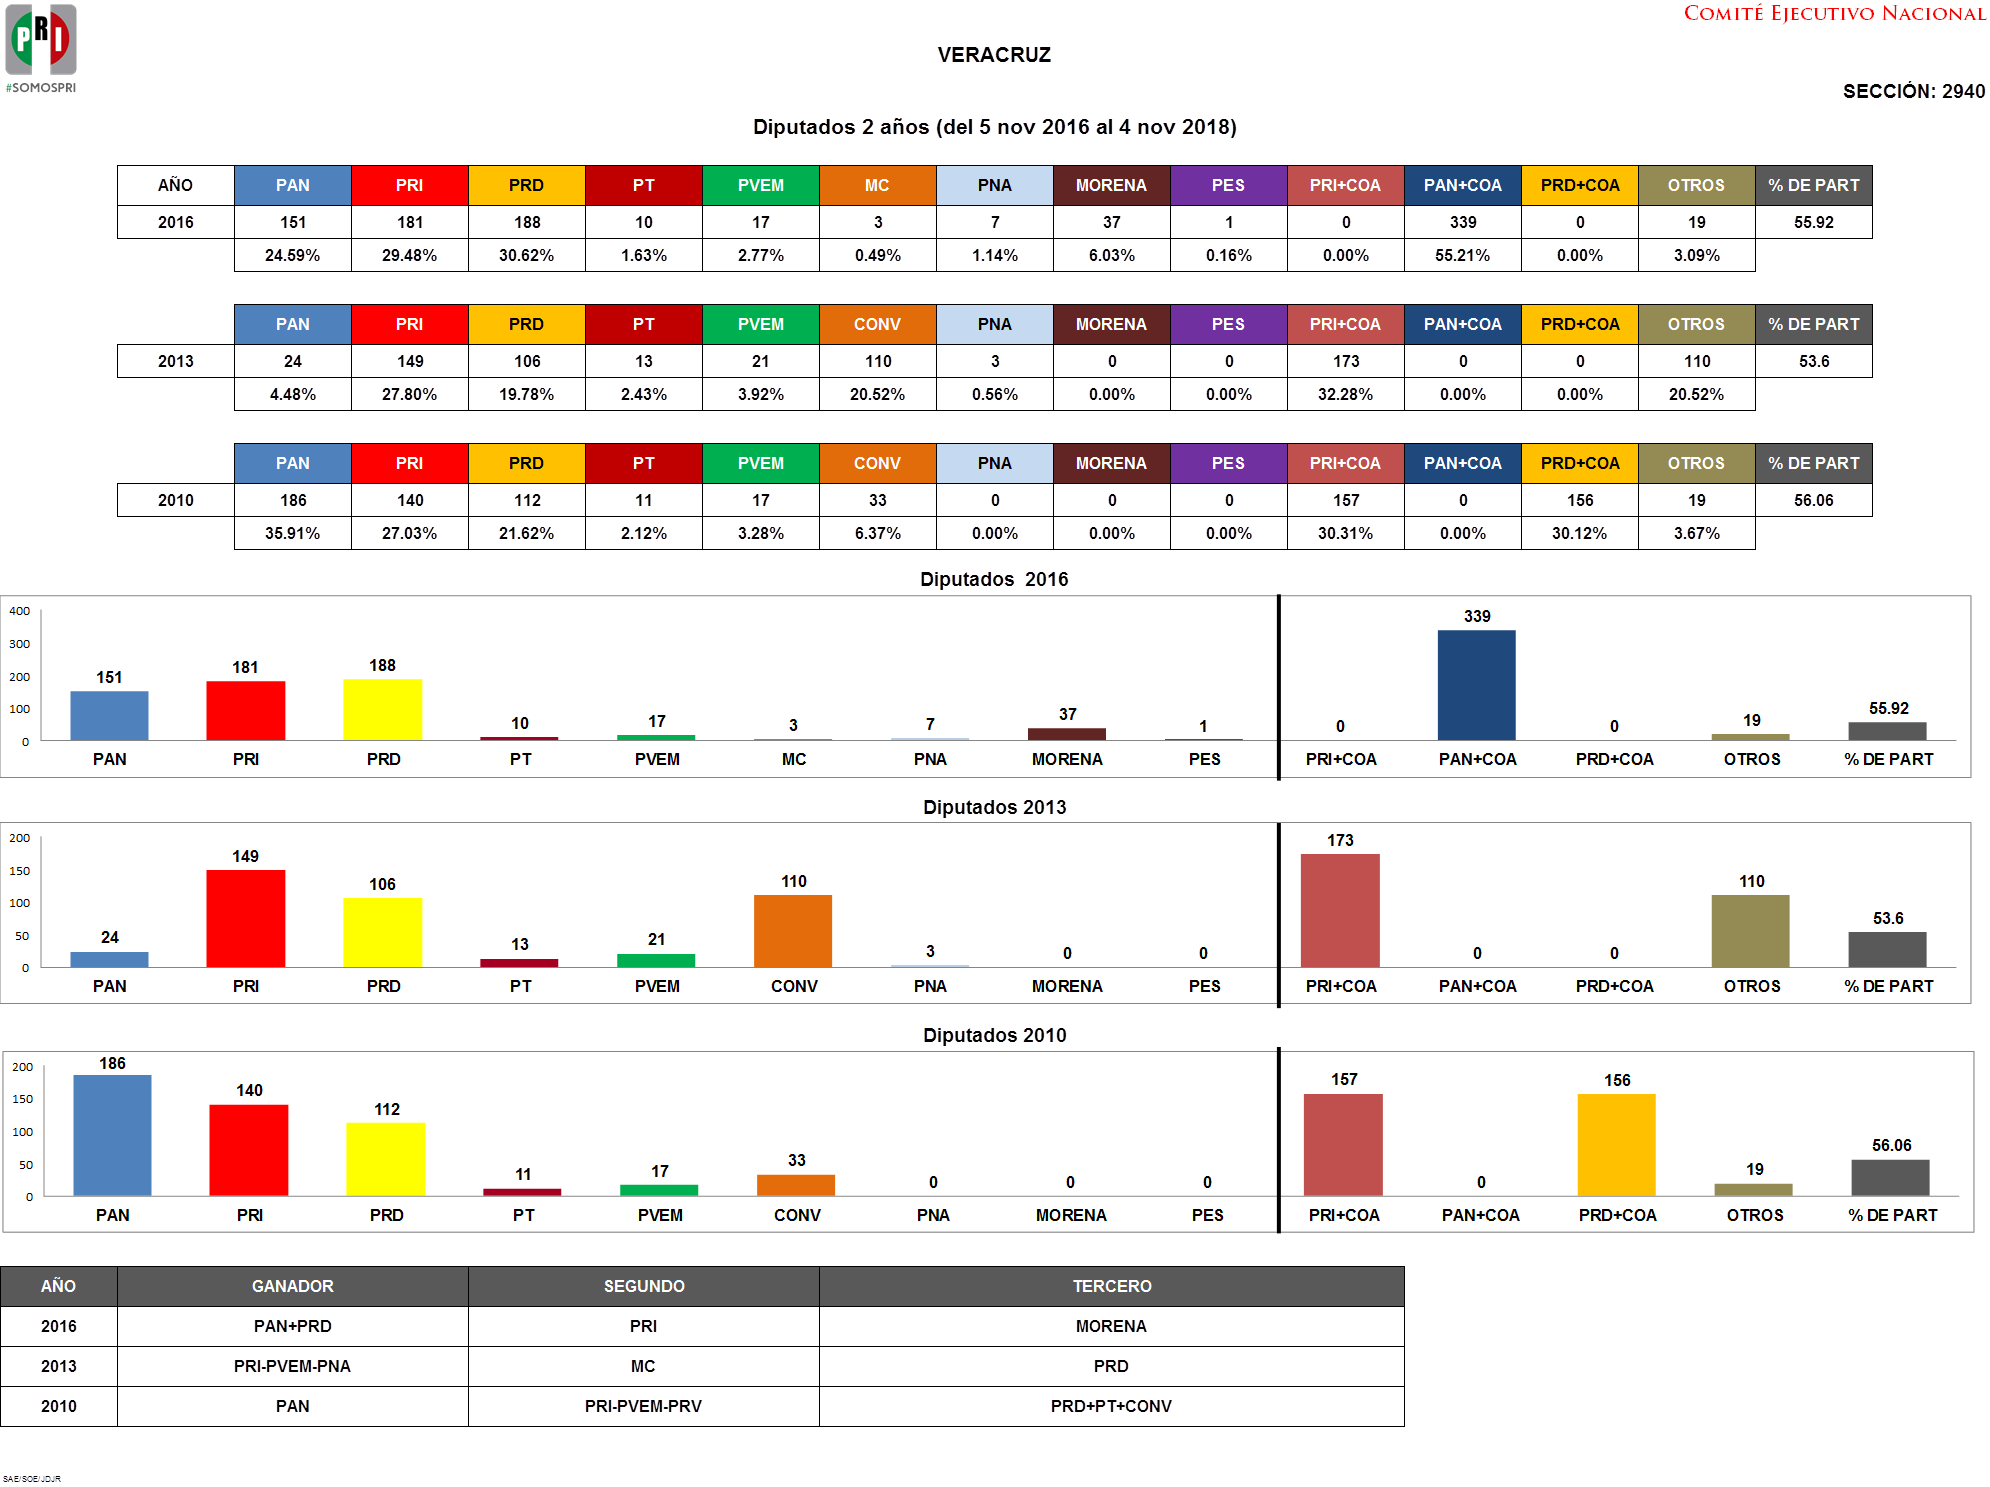 PRI
#SOMOSPRI
COMITÉ EJECUTIVO NACIONAL
VERACRUZ
SECCIÓN: 2940
Diputados 2 años (del 5 nov 2016 al 4 nov 2018)
AÑO PAN PRI PRD PT PVEM MC PNA MORENA PES PRI+COA PAN+COA PRD+COA OTROS % DE PART
2016 151 181 188 10 17 3 7 37 1 0 339 0 19 55.92
24.59% 29.48% 30.62% 1.63% 2.77% 0.49% 1.14% 6.03% 0.16% 0.00% 55.21% 0.00% 3.09%
PAN PRI PRD PT PVEM CONV PNA MORENA PES PRI+COA PAN+COA PRD+COA OTROS % DE PART
2013 24 149 106 13 21 110 3 0 0 173 0 0 110 53.6
4.48% 27.80% 19.78% 2.43% 3.92% 20.52% 0.56% 0.00% 0.00% 32.28% 0.00% 0.00% 20.52%
PAN PRI PRD PT PVEM CONV PNA MORENA PES PRI+COA PAN+COA PRD+COA OTROS % DE PART
2010 186 140 112 11 17 33 0 0 0 157 0 156 19 56.06
35.91% 27.03% 21.62% 2.12% 3.28% 6.37% 0.00% 0.00% 0.00% 30.31% 0.00% 30.12% 3.67%
Diputados 2016
400
300
200
100
0
151 181 188 10 17 3 7 37 1 0 339 0 19 55.92
PAN PRI PRD PT PVEM MC PNA MORENA PES PRI+COA PAN+COA PRD+COA OTROS % DE PART
Diputados 2013
200
150
100
50
0
24 149 106 13 21 110 3 0 0 173 0 0 110 53.6
PAN PRI PRD PT PVEM CONV PNA MORENA PES PRI+COA PAN+COA PRD+COA OTROS % DE PART
Diputados 2010
200
150
100
50
0
186 140 112 11 17 33 0 0 0 157 0 156 19 56.06
PAN PRI PRD PT PVEM CONV PNA MORENA PES PRI+COA PAN+COA PRD+COA OTROS % DE PART
AÑO GANADOR SEGUNDO TERCERO
2016 PAN+PRD PRI MORENA
2013 PRI-PVEM-PNA MC PRD
2010 PAN PRI-PVEM-PRV PRD+PT+CONV
SAE/SOE/JDJR